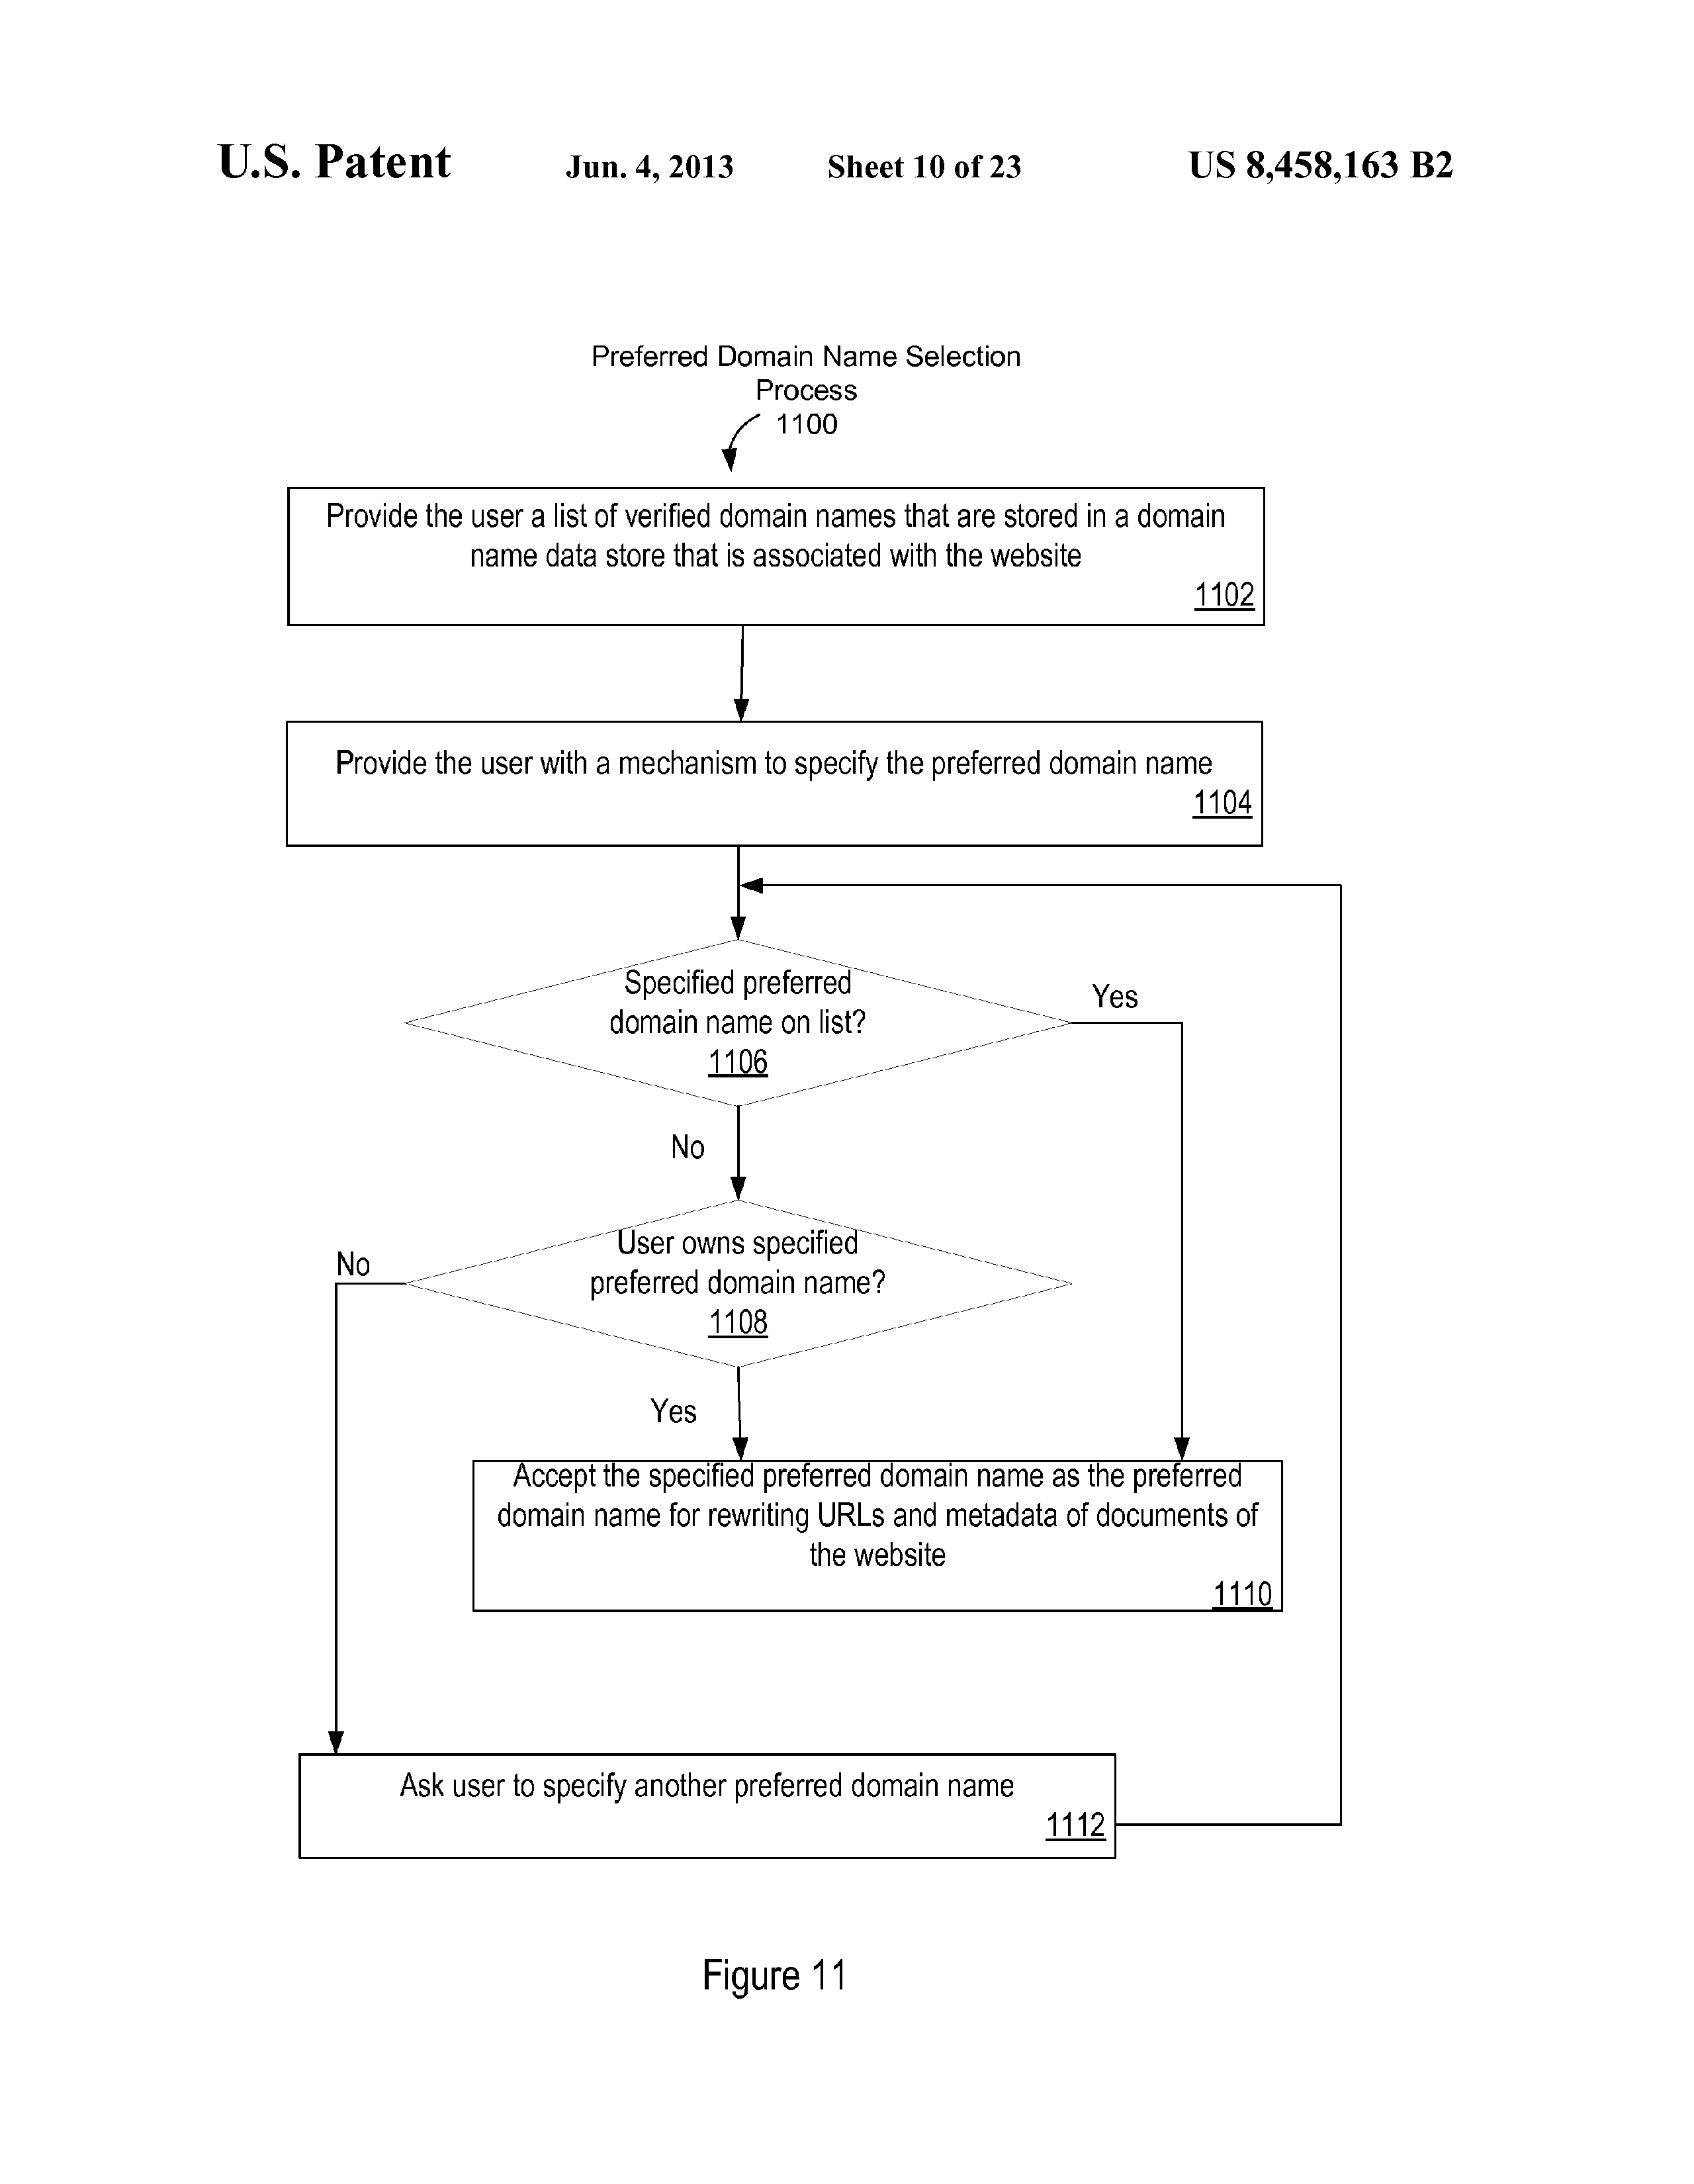 U.S. Patent Jun. 4, 2013 Sheet 10 of 23 US 8,458,163 B2
Preferred Domain Name Selection
Process
1100
Provide the user a list of verified domain names that are stored in a domain
name data store that is associated with the website
1102
Provide the user with a mechanism to specify the preferred domain name
1104
Specified preferred
domain name on list?
1106
Yes
No
User owns specified
preferred domain name?
1108
No
Yes
Accept the specified preferred domain name as the preferred
domain name for rewriting URLs and metadata of documents of
the website
1110
Ask user to specify another preferred domain name
1112
Figure 11